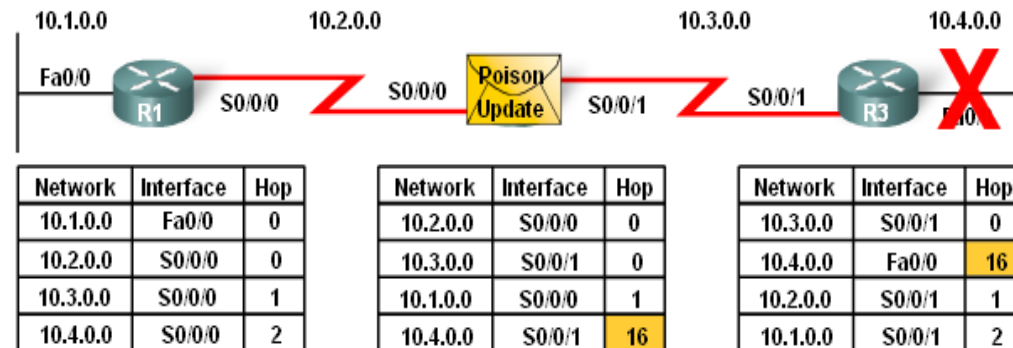 10.1.0.0 10.2.0.0 10.3.0.0 10.4.0.0
Fa0/0 R1 S0/0/0 S0/0/0 Poison Update S0/0/1 S0/0/1 R3
Network Interface Hop
10.1.0.0 Fa0/0 0
10.2.0.0 S0/0/0 0
10.3.0.0 S0/0/0 1
10.4.0.0 S0/0/0 2
Network Interface Hop
10.2.0.0 S0/0/0 0
10.3.0.0 S0/0/1 0
10.1.0.0 S0/0/0 1
10.4.0.0 S0/0/1 16
Network Interface Hop
10.3.0.0 S0/0/1 0
10.4.0.0 Fa0/0 16
10.2.0.0 S0/0/1 1
10.1.0.0 S0/0/1 2